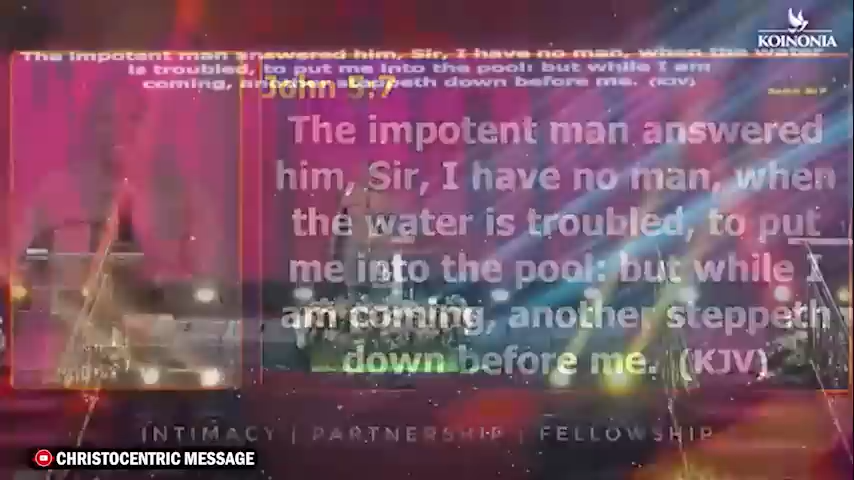 KOINONIA
The impotent man answered him, Sir, I have no man, when the water
is troubled, to put me into the pool: but while I am
coming, another steppeth down before me. (KJV)
John 5:7
John 5:7
The impotent man answered
him, Sir, I have no man, when
the water is troubled, to put
me into the pool: but while I
am coming, another steppeth
down before me. (KJV)
INTIMACY | PARTNERSHIP | FELLOWSHIP
CHRISTOCENTRIC MESSAGE